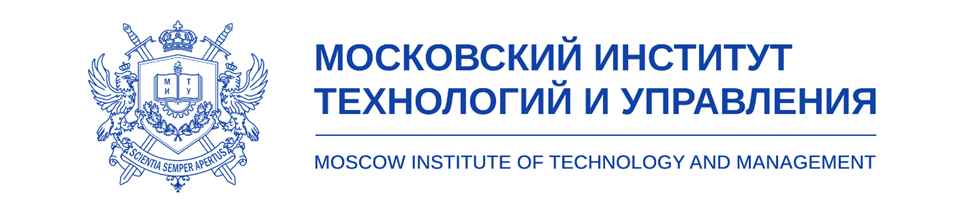 М Т
И У
SCIENTIA SEMPER APERTUS
МОСКОВСКИЙ ИНСТИТУТ
ТЕХНОЛОГИЙ И УПРАВЛЕНИЯ
MOSCOW INSTITUTE OF TECHNOLOGY AND MANAGEMENT